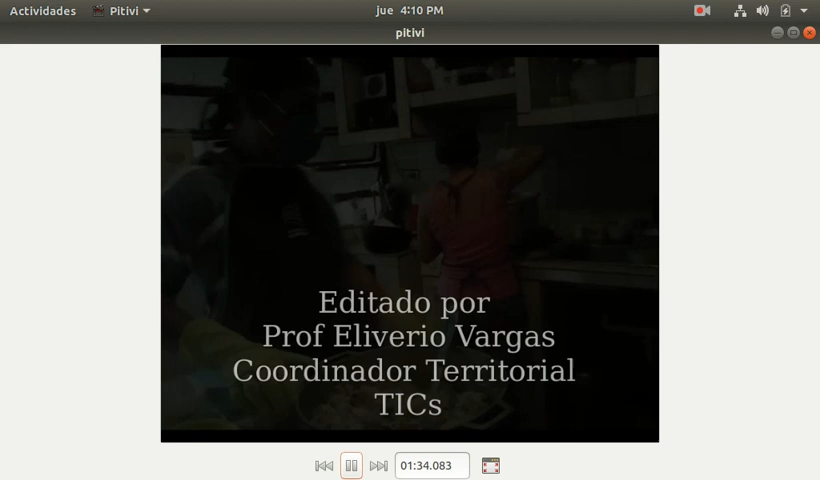 Actividades Pitivi jue 4:10 PM
pitivi
Editado por
Prof Eliverio Vargas
Coordinador Territorial
TICs
01:34.083